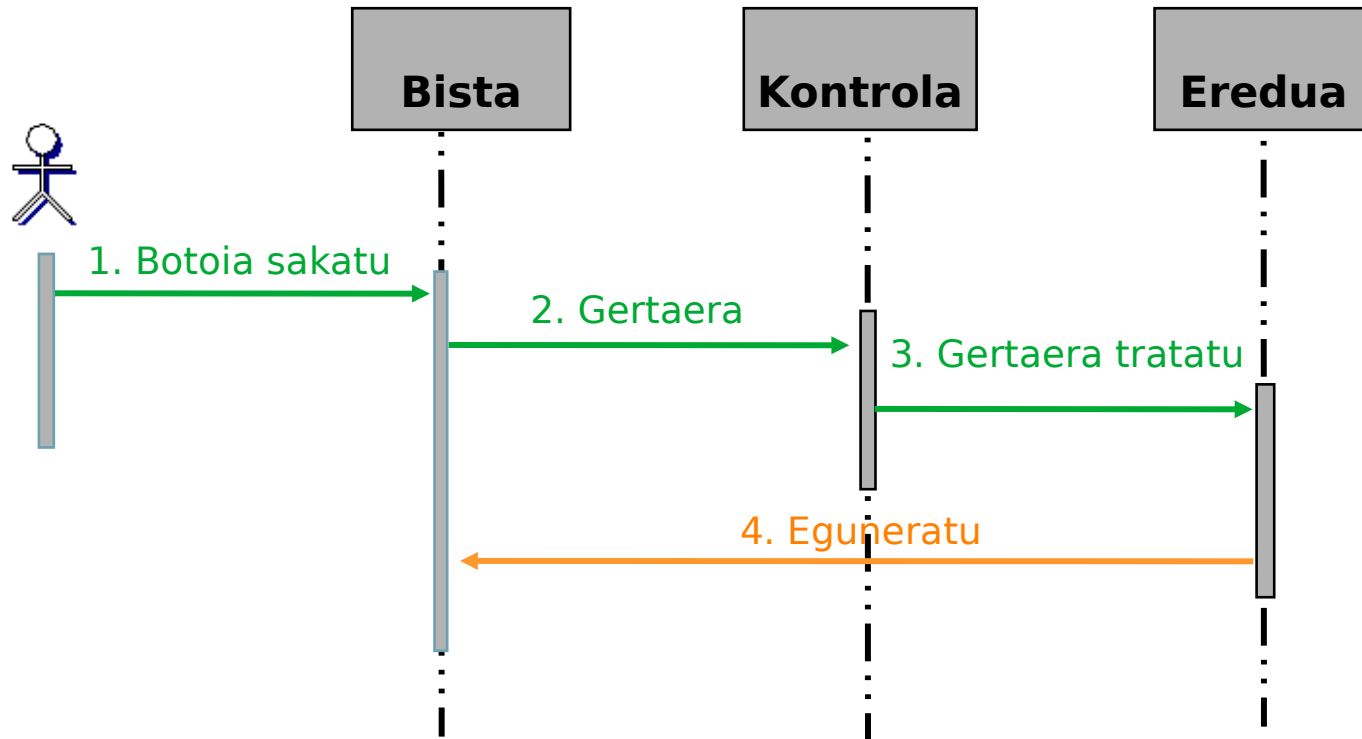 Bista
Kontrola
Eredua
1. Botoia sakatu
2. Gertaera
3. Gertaera tratatu
4. Eguneratu